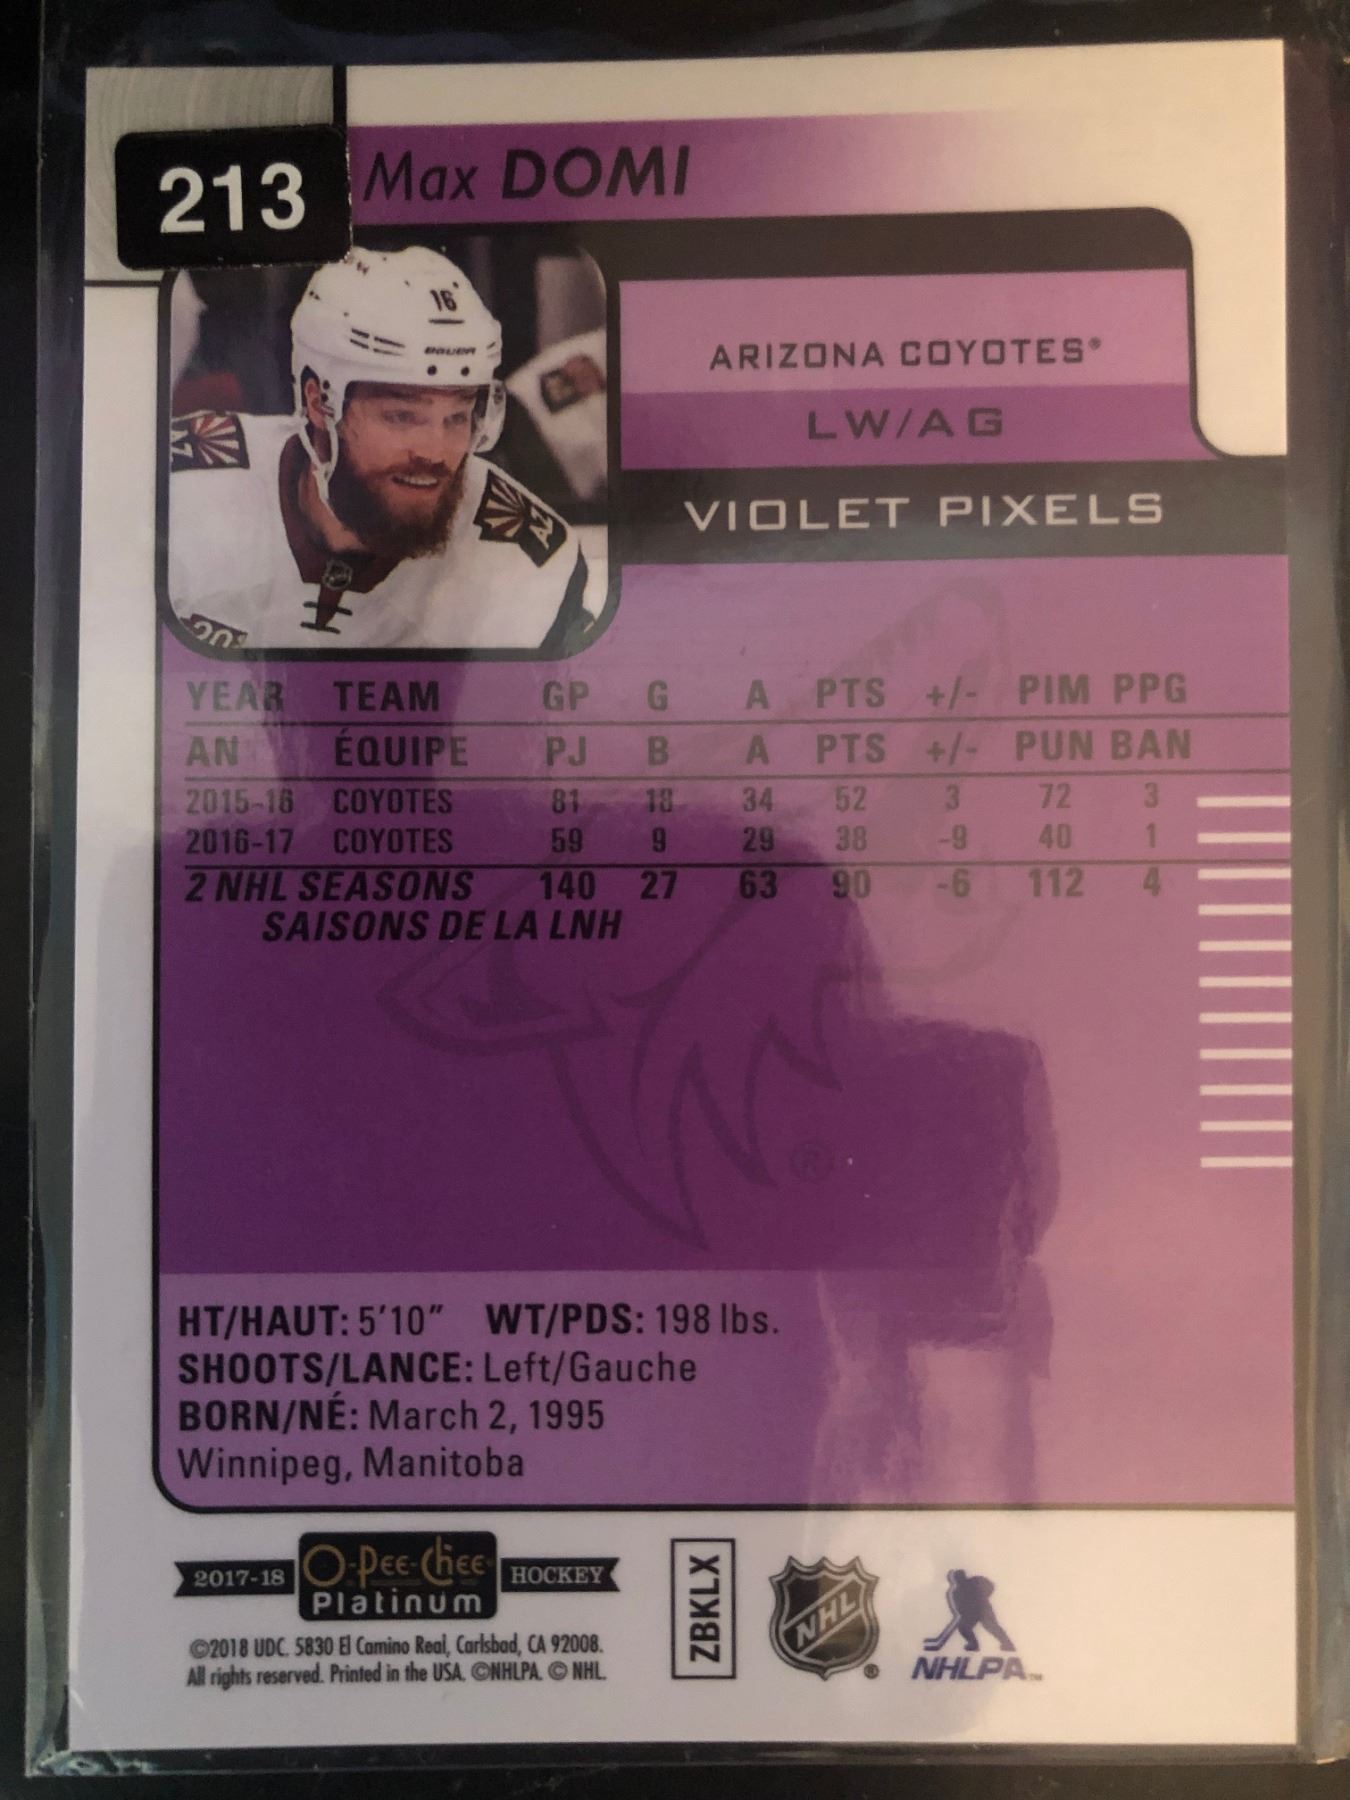 213
Max DOMI
16
BAUER
ARIZONA COYOTES®
LW/AG
VIOLET PIXELS
YEAR TEAM GP G A PTS +/- PIM PPG
AN ÉQUIPE PJ B A PTS +/- PUN BAN
2015-16 COYOTES 81 18 34 52 3 72 3
2016-17 COYOTES 59 9 29 38 -9 40 1
2 NHL SEASONS 140 27 63 90 -6 112 4
SAISONS DE LA LNH
®
HT/HAUT: 5'10" WT/PDS: 198 lbs.
SHOOTS/LANCE: Left/Gauche
BORN/NÉ: March 2, 1995
Winnipeg, Manitoba
2017-18 O-Pee-Chee Platinum HOCKEY
©2018 UDC. 5830 El Camino Real, Carlsbad, CA 92008.
All rights reserved. Printed in the USA. ©NHLPA. © NHL.
ZBKLX
NHL®
NHLPA™